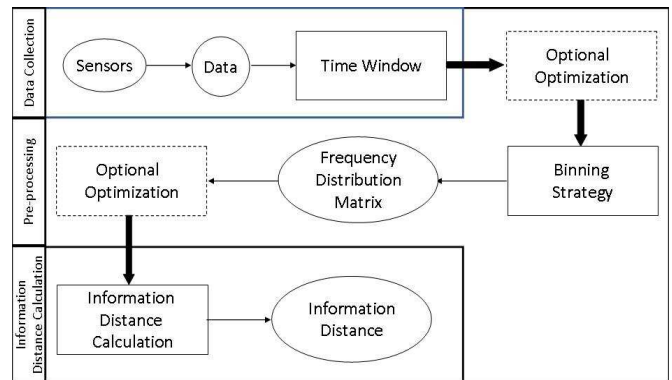 Data Collection
Sensors
Data
Time Window
Optional
Optimization
Pre-processing
Optional
Optimization
Frequency
Distribution
Matrix
Binning
Strategy
Information
Distance Calculation
Information
Distance
Calculation
Information
Distance